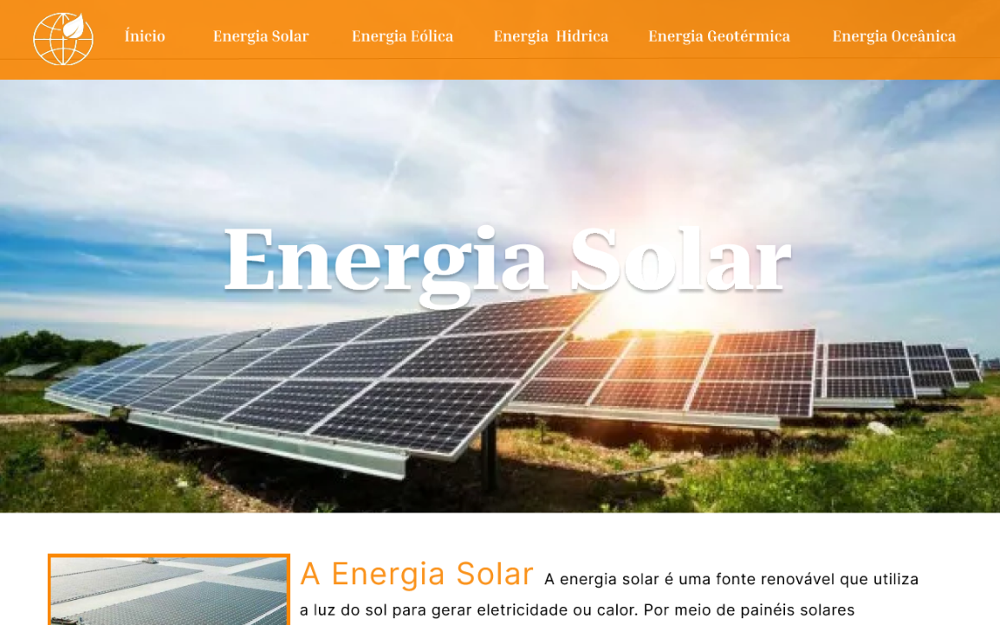 Ínicio Energia Solar Energia Eólica Energia Hidrica Energia Geotérmica Energia Oceânica
Energia Solar
A Energia Solar A energia solar é uma fonte renovável que utiliza
a luz do sol para gerar eletricidade ou calor. Por meio de painéis solares